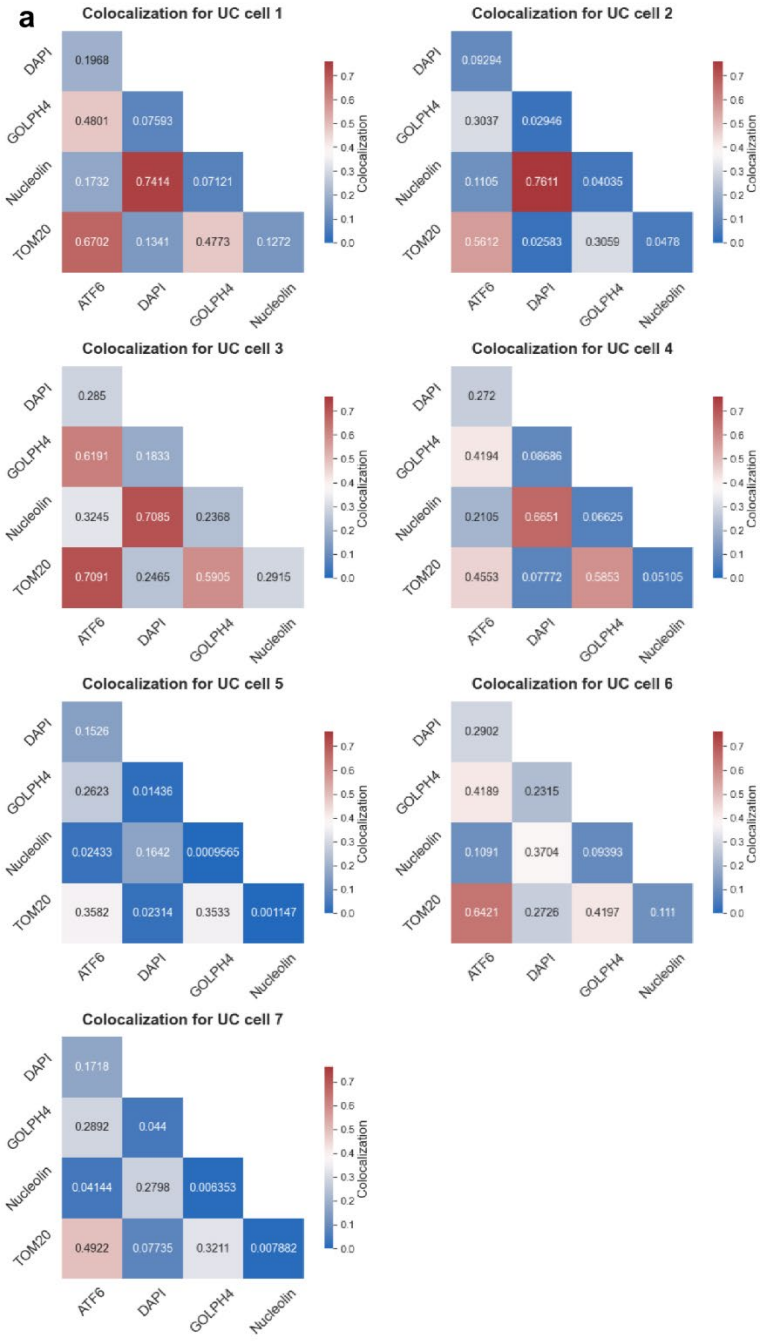 a
Colocalization for UC cell 1
DAPI
0.1968
GOLPH4
0.4801 0.07593
Nucleolin
0.1732 0.7414 0.07121
TOM20
0.6702 0.1341 0.4773 0.1272
ATF6 DAPI GOLPH4 Nucleolin
0.7
0.6
0.5
0.4
0.3
0.2
0.1
0.0
Colocalization
Colocalization for UC cell 2
DAPI
0.09294
GOLPH4
0.3037 0.02946
Nucleolin
0.1105 0.7611 0.04035
TOM20
0.5612 0.02583 0.3059 0.0478
ATF6 DAPI GOLPH4 Nucleolin
0.7
0.6
0.5
0.4
0.3
0.2
0.1
0.0
Colocalization
Colocalization for UC cell 3
DAPI
0.285
GOLPH4
0.6191 0.1833
Nucleolin
0.3245 0.7085 0.2368
TOM20
0.7091 0.2465 0.5905 0.2915
ATF6 DAPI GOLPH4 Nucleolin
0.7
0.6
0.5
0.4
0.3
0.2
0.1
0.0
Colocalization
Colocalization for UC cell 4
DAPI
0.272
GOLPH4
0.4194 0.08686
Nucleolin
0.2105 0.6651 0.06625
TOM20
0.4553 0.07772 0.5853 0.05105
ATF6 DAPI GOLPH4 Nucleolin
0.7
0.6
0.5
0.4
0.3
0.2
0.1
0.0
Colocalization
Colocalization for UC cell 5
DAPI
0.1526
GOLPH4
0.2623 0.01436
Nucleolin
0.02433 0.1642 0.0009565
TOM20
0.3582 0.02314 0.3533 0.001147
ATF6 DAPI GOLPH4 Nucleolin
0.7
0.6
0.5
0.4
0.3
0.2
0.1
0.0
Colocalization
Colocalization for UC cell 6
DAPI
0.2902
GOLPH4
0.4189 0.2315
Nucleolin
0.1091 0.3704 0.09393
TOM20
0.6421 0.2726 0.4197 0.111
ATF6 DAPI GOLPH4 Nucleolin
0.7
0.6
0.5
0.4
0.3
0.2
0.1
0.0
Colocalization
Colocalization for UC cell 7
DAPI
0.1718
GOLPH4
0.2892 0.044
Nucleolin
0.04144 0.2798 0.006353
TOM20
0.4922 0.07735 0.3211 0.007882
ATF6 DAPI GOLPH4 Nucleolin
0.7
0.6
0.5
0.4
0.3
0.2
0.1
0.0
Colocalization